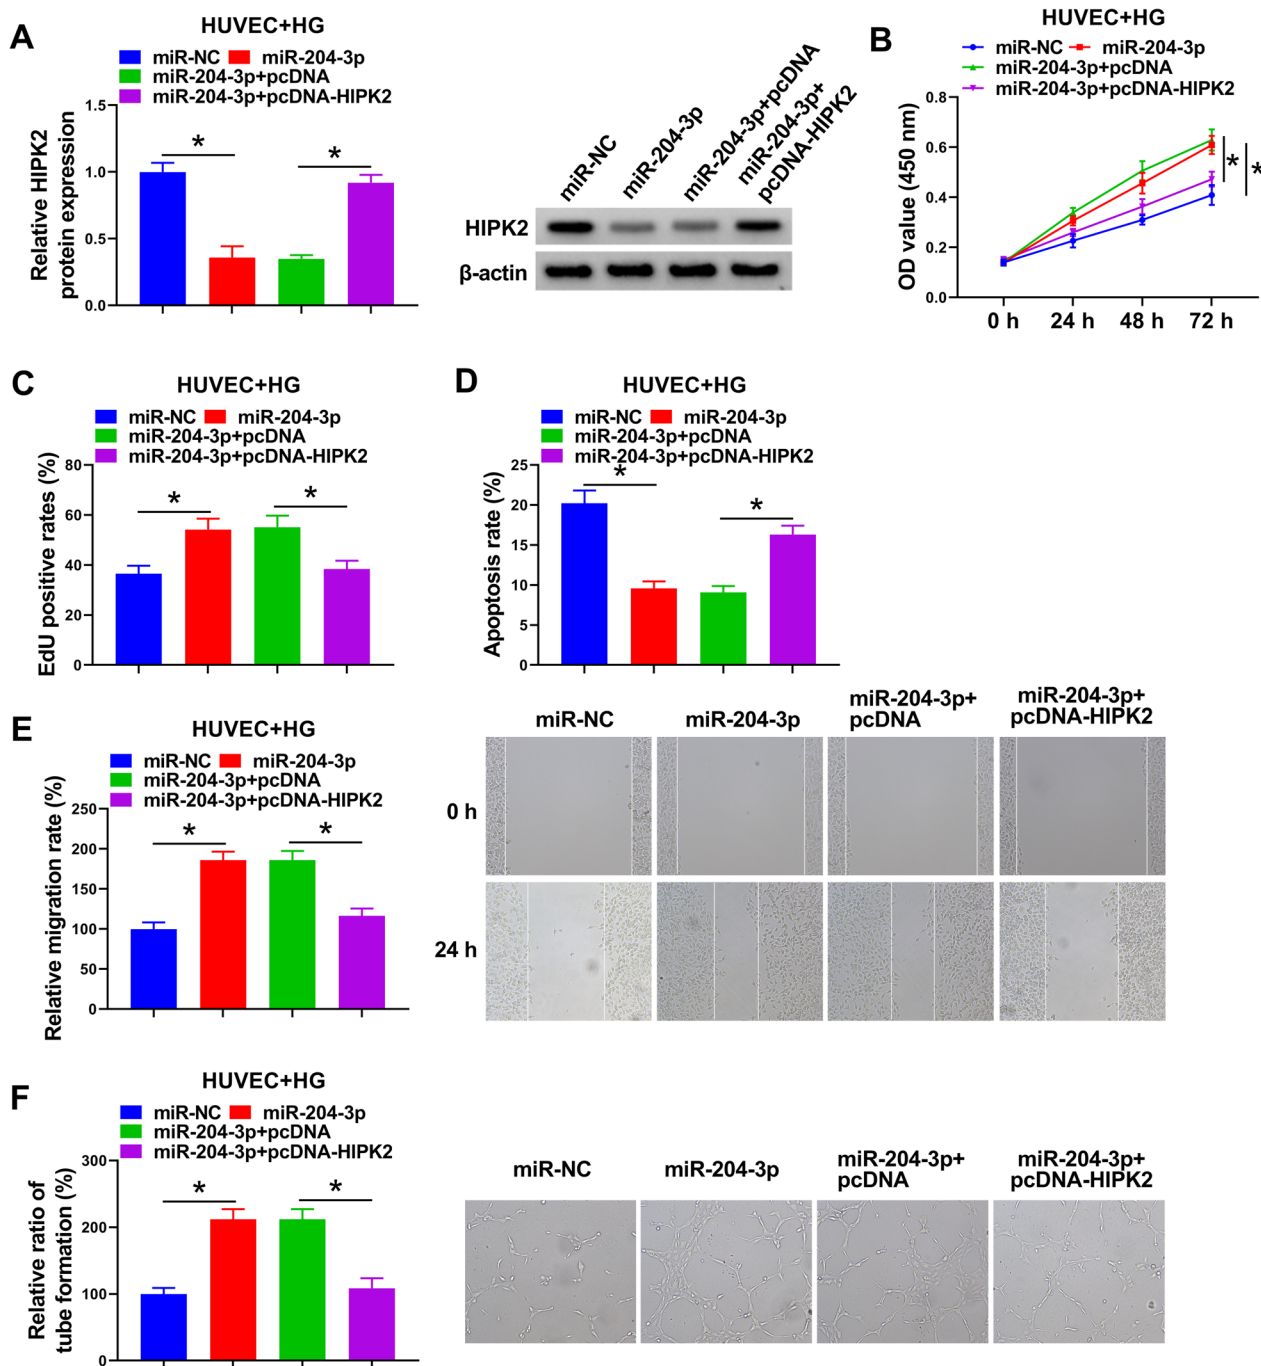 A
HUVEC+HG
miR-NC miR-204-3p
miR-204-3p+pcDNA
miR-204-3p+pcDNA-HIPK2
Relative HIPK2
protein expression
1.5
1.0
0.5
0.0
*
*
miR-NC
miR-204-3p
miR-204-3p+pcDNA
miR-204-3p+
pcDNA-HIPK2
HIPK2
β-actin
B
HUVEC+HG
miR-NC miR-204-3p
miR-204-3p+pcDNA
miR-204-3p+pcDNA-HIPK2
OD value (450 nm)
0.8
0.6
0.4
0.2
0.0
0 h 24 h 48 h 72 h
*
*
C
HUVEC+HG
miR-NC miR-204-3p
miR-204-3p+pcDNA
miR-204-3p+pcDNA-HIPK2
EdU positive rates (%)
80
60
40
20
0
*
*
D
HUVEC+HG
miR-NC miR-204-3p
miR-204-3p+pcDNA
miR-204-3p+pcDNA-HIPK2
Apoptosis rate (%)
25
20
15
10
5
0
*
*
E
HUVEC+HG
miR-NC miR-204-3p
miR-204-3p+pcDNA
miR-204-3p+pcDNA-HIPK2
Relative migration rate (%)
250
200
150
100
50
0
*
*
miR-NC
miR-204-3p
miR-204-3p+
pcDNA
miR-204-3p+
pcDNA-HIPK2
0 h
24 h
F
HUVEC+HG
miR-NC miR-204-3p
miR-204-3p+pcDNA
miR-204-3p+pcDNA-HIPK2
Relative ratio of
tube formation (%)
300
200
100
0
*
*
miR-NC
miR-204-3p
miR-204-3p+
pcDNA
miR-204-3p+
pcDNA-HIPK2